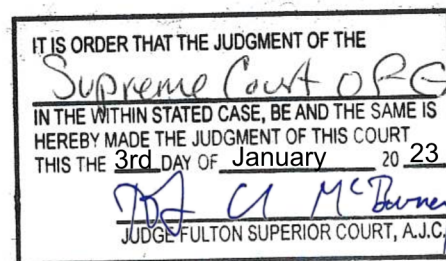 IT IS ORDER THAT THE JUDGMENT OF THE
Supreme Court OF G
IN THE WITHIN STATED CASE, BE AND THE SAME IS
HEREBY MADE THE JUDGMENT OF THIS COURT
THIS THE 3rd DAY OF January 20 23
McBurney
JUDGE FULTON SUPERIOR COURT, A.J.C.